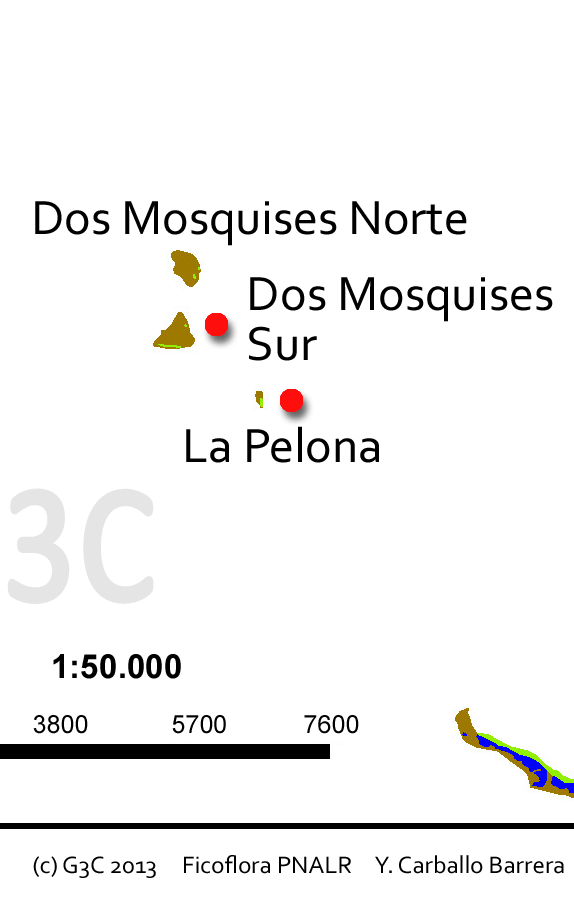 Dos Mosquises Norte
Dos Mosquises
Sur
La Pelona
3C
1:50.000
3800 5700 7600
(c) G3C 2013 Ficoflora PNALR Y. Carballo Barrera